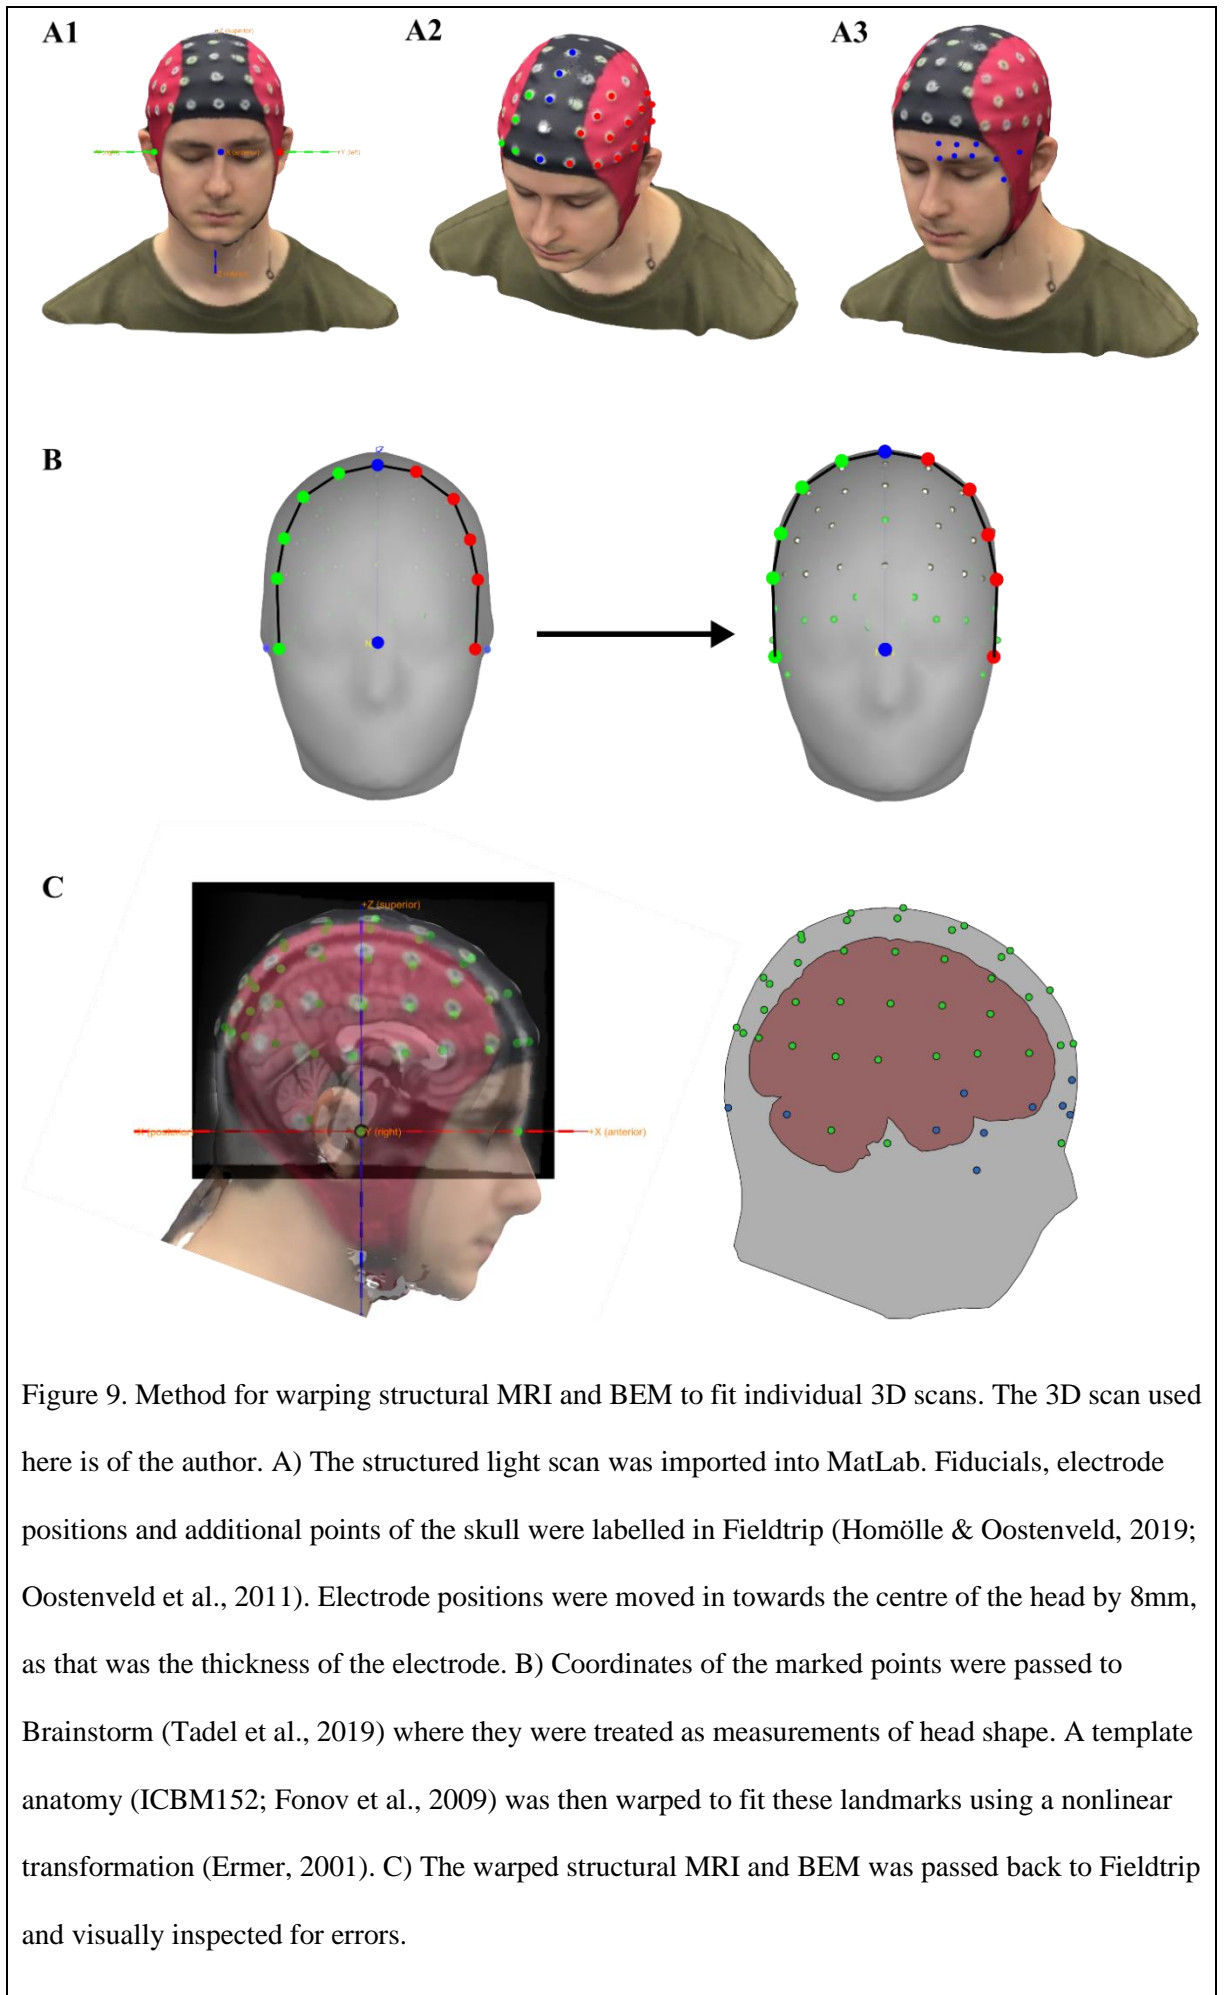 A1
A2
A3
+Z (superior)
X (anterior)
+Y (left)
B
C
+Z (superior)
-X (posterior)
Y (right)
+X (anterior)
Figure 9. Method for warping structural MRI and BEM to fit individual 3D scans. The 3D scan used
here is of the author. A) The structured light scan was imported into MatLab. Fiducials, electrode
positions and additional points of the skull were labelled in Fieldtrip (Homölle & Oostenveld, 2019;
Oostenveld et al., 2011). Electrode positions were moved in towards the centre of the head by 8mm,
as that was the thickness of the electrode. B) Coordinates of the marked points were passed to
Brainstorm (Tadel et al., 2019) where they were treated as measurements of head shape. A template
anatomy (ICBM152; Fonov et al., 2009) was then warped to fit these landmarks using a nonlinear
transformation (Ermer, 2001). C) The warped structural MRI and BEM was passed back to Fieldtrip
and visually inspected for errors.